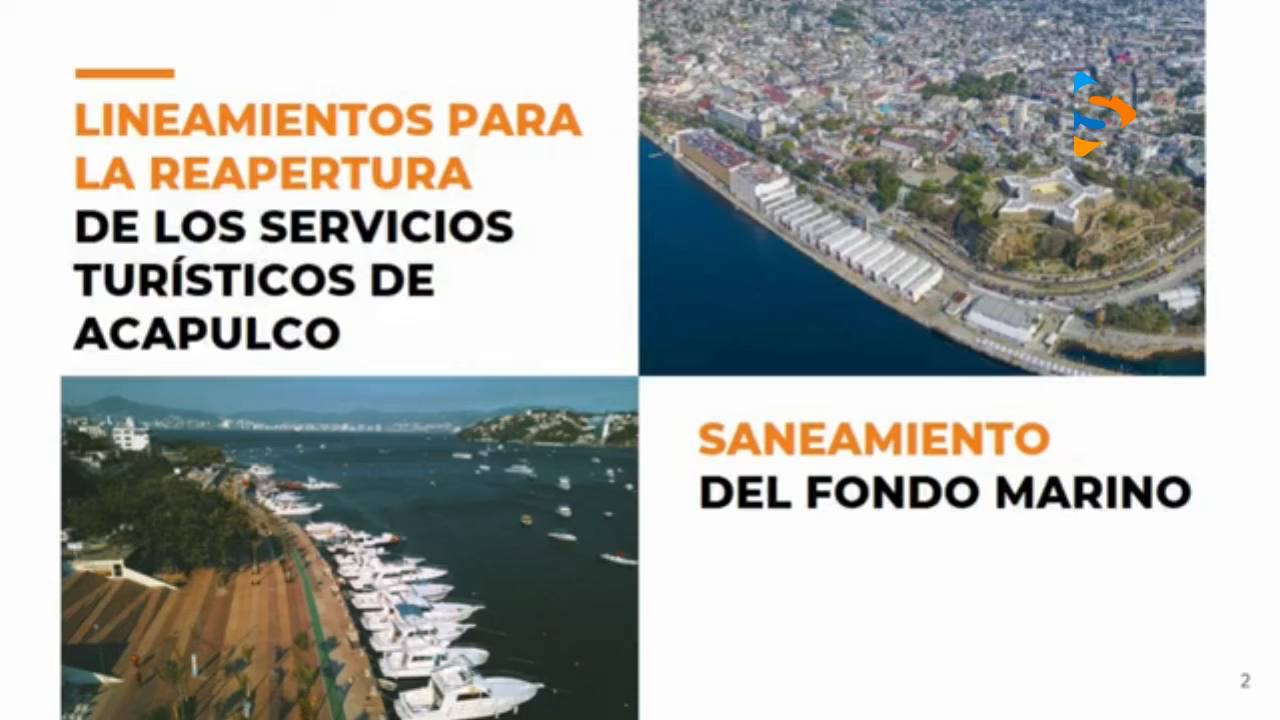 LINEAMIENTOS PARA
LA REAPERTURA
DE LOS SERVICIOS
TURÍSTICOS DE
ACAPULCO
SANEAMIENTO
DEL FONDO MARINO
2